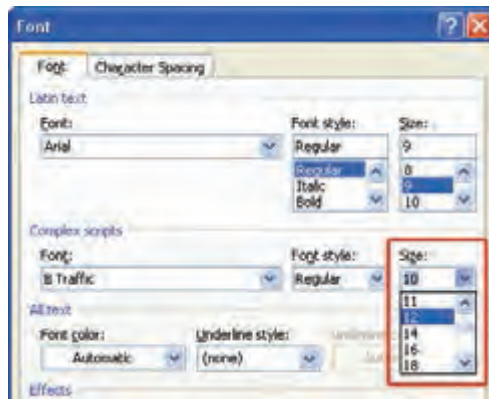 Font
Font Character Spacing
Latin text
Font: Font style: Size:
Arial Regular 9
Regular 8
Italic 9
Bold 10
Complex scripts
Font: Font style: Size:
B Traffic Regular 10
11
12
14
16
18
All text
Font color: Underline style:
Automatic (none)
Effects